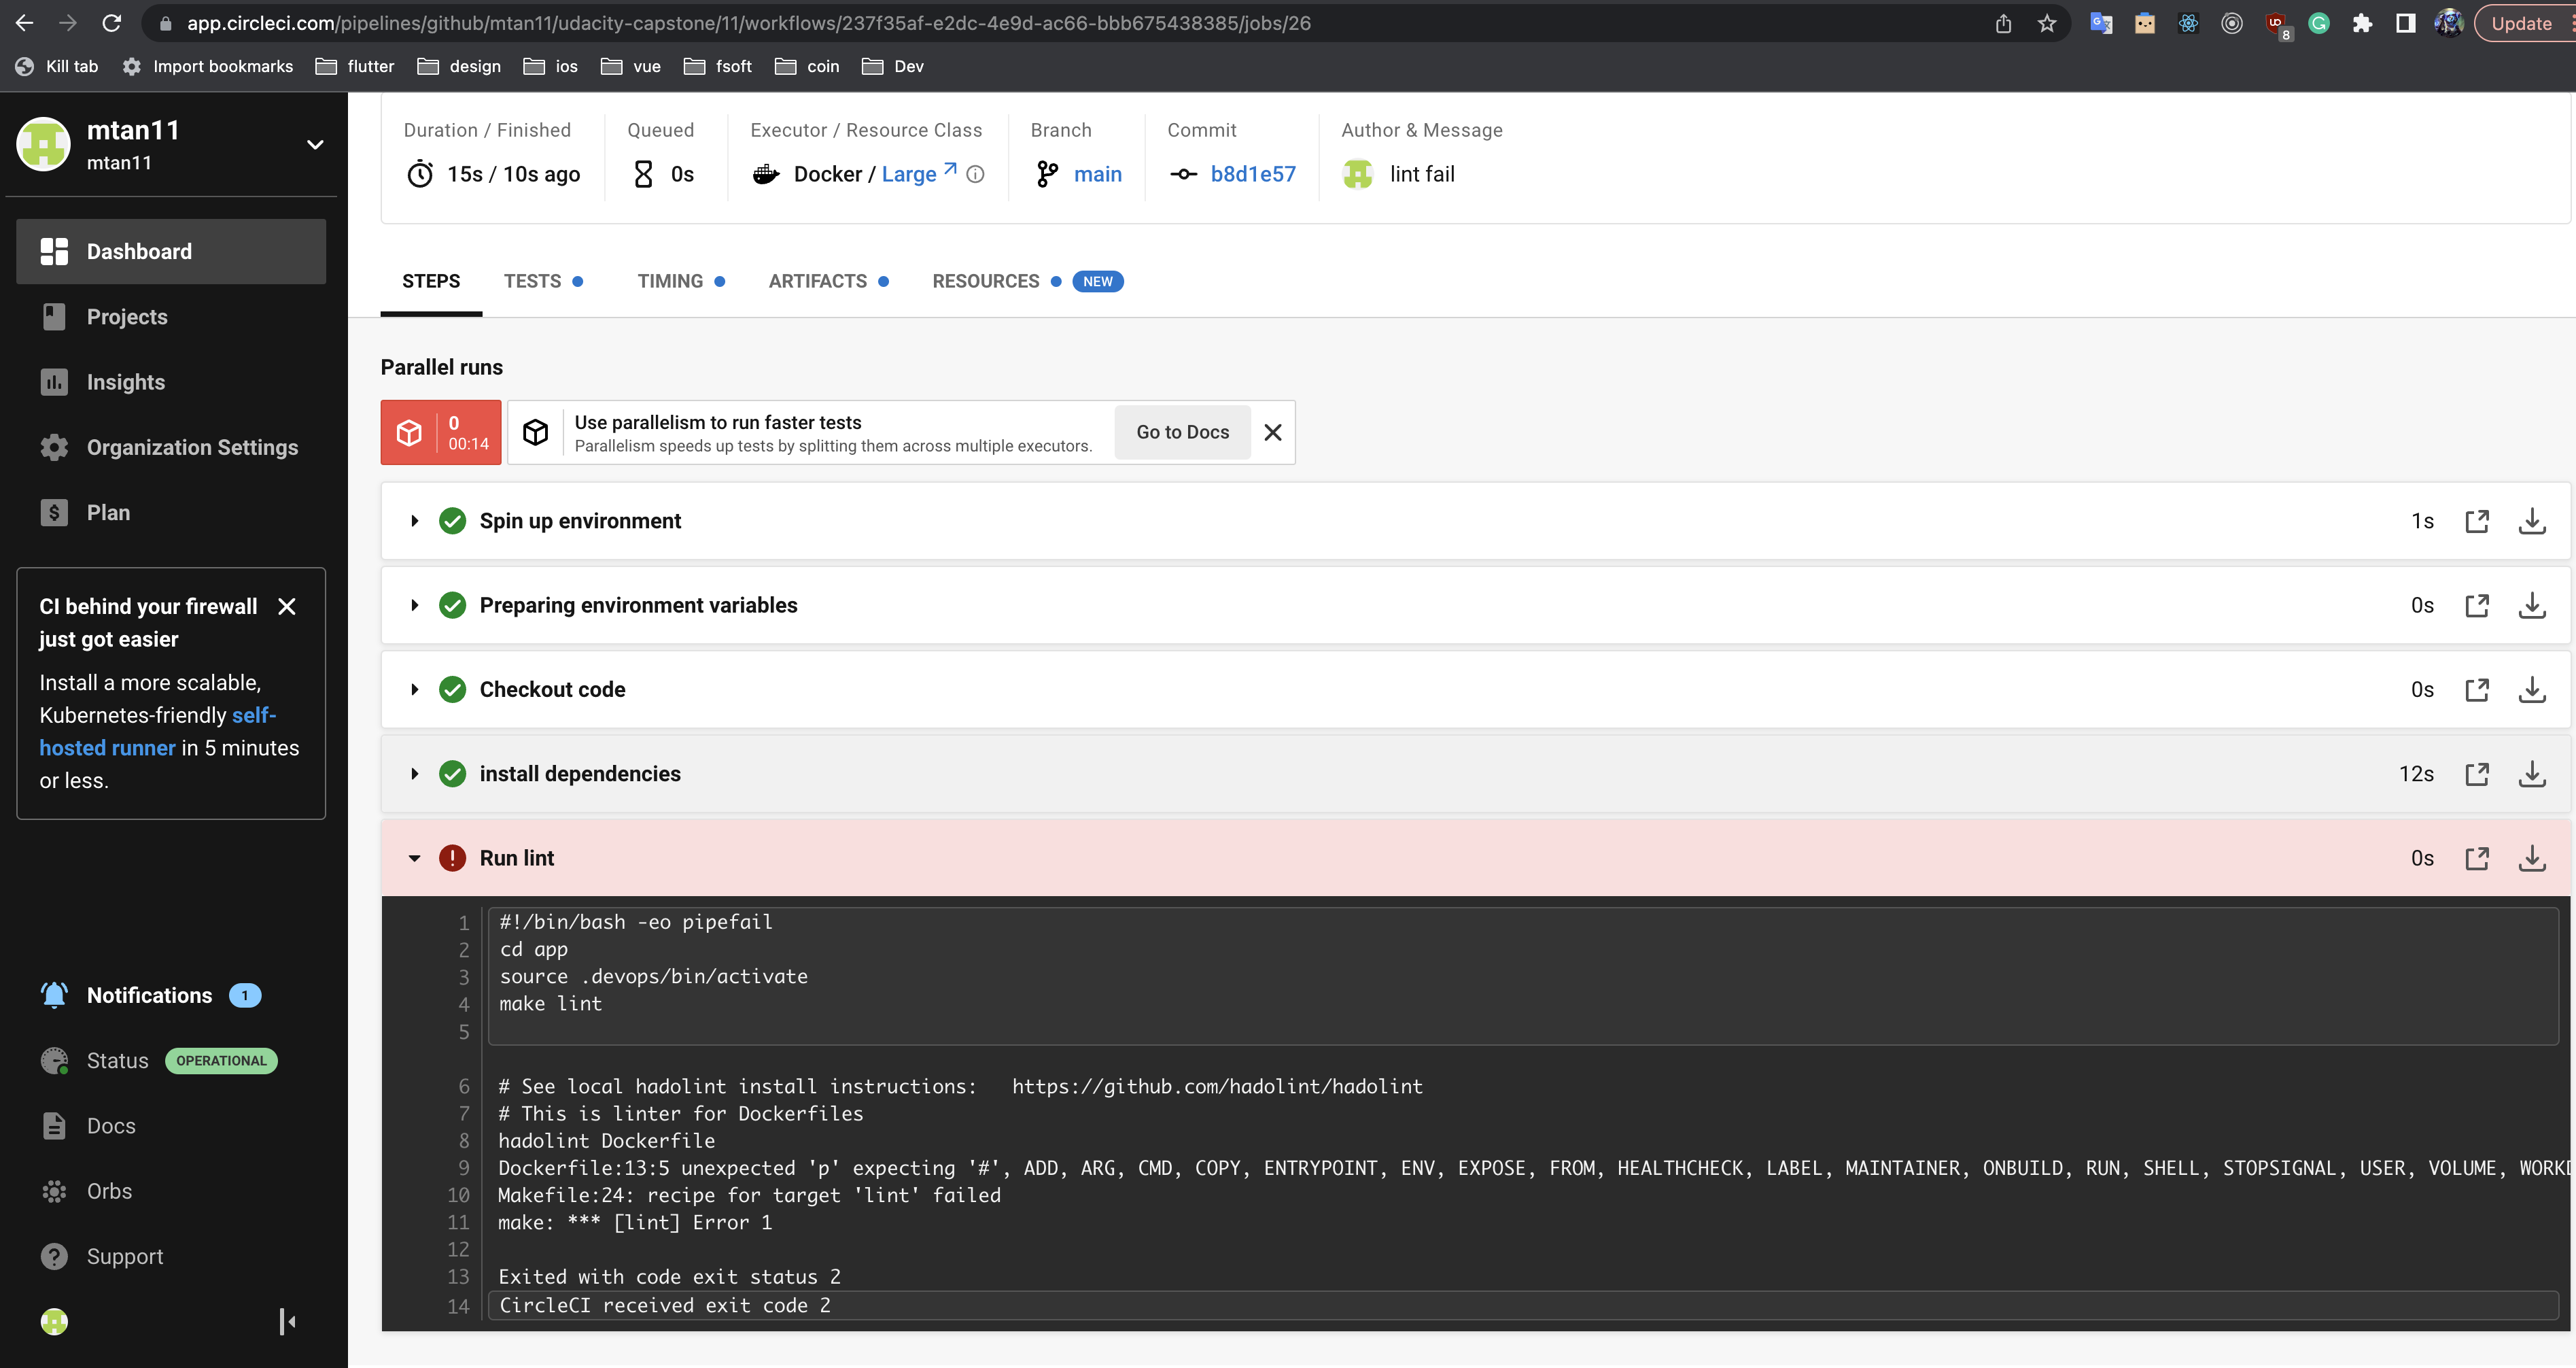 app.circleci.com/pipelines/github/mtan11/udacity-capstone/11/workflows/237f35af-e2dc-4e9d-ac66-bbb675438385/jobs/26
8
Update
Kill tab
Import bookmarks
flutter
design
ios
vue
fsoft
coin
Dev
mtan11
mtan11
Dashboard
Projects
Insights
Organization Settings
Plan
CI behind your firewall
just got easier
Install a more scalable,
Kubernetes-friendly self-
hosted runner in 5 minutes
or less.
Notifications 1
Status OPERATIONAL
Docs
Orbs
Support
Duration / Finished
15s / 10s ago
Queued
0s
Executor / Resource Class
Docker / Large
Branch
main
Commit
b8d1e57
Author & Message
lint fail
STEPS
TESTS
TIMING
ARTIFACTS
RESOURCES
NEW
Parallel runs
0
00:14
Use parallelism to run faster tests
Parallelism speeds up tests by splitting them across multiple executors.
Go to Docs
Spin up environment 1s
Preparing environment variables 0s
Checkout code 0s
install dependencies 12s
Run lint 0s
1 #!/bin/bash -eo pipefail
2 cd app
3 source .devops/bin/activate
4 make lint
5
6 # See local hadolint install instructions:   https://github.com/hadolint/hadolint
7 # This is linter for Dockerfiles
8 hadolint Dockerfile
9 Dockerfile:13:5 unexpected 'p' expecting '#', ADD, ARG, CMD, COPY, ENTRYPOINT, ENV, EXPOSE, FROM, HEALTHCHECK, LABEL, MAINTAINER, ONBUILD, RUN, SHELL, STOPSIGNAL, USER, VOLUME,
10 Makefile:24: recipe for target 'lint' failed
11 make: *** [lint] Error 1
12
13 Exited with code exit status 2
14 CircleCI received exit code 2